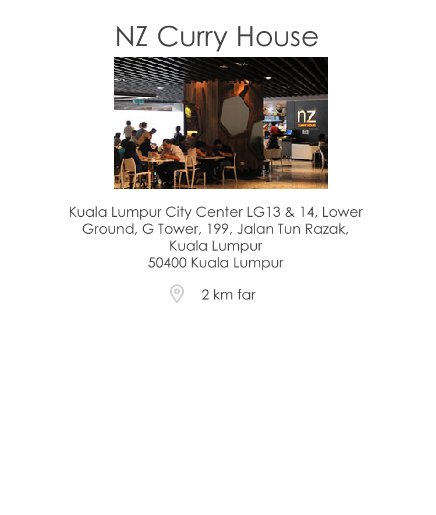 NZ Curry House
nz
Kuala Lumpur City Center LG13 & 14, Lower
Ground, G Tower, 199, Jalan Tun Razak,
Kuala Lumpur
50400 Kuala Lumpur
2 km far